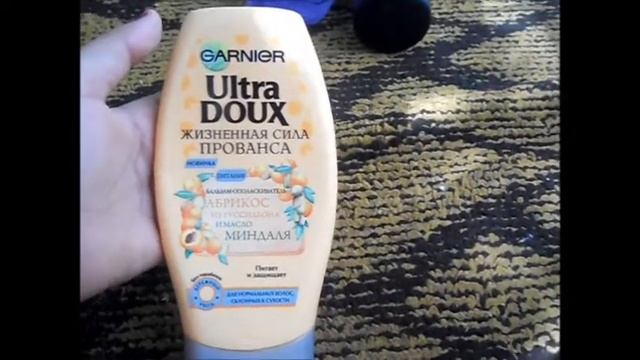 GARNIER
Ultra
DOUX
ЖИЗНЕННАЯ СИЛА
ПРОВАНСА
НОВИНКА
ПИТАНИЕ
БАЛЬЗАМ-ОПОЛАСКИВАТЕЛЬ
АБРИКОС
ИЗ РУССИЛЬОНА
И МАСЛО
МИНДАЛЯ
Питает
и защищает
ДЛЯ НОРМАЛЬНЫХ ВОЛОС,
СКЛОННЫХ К СУХОСТИ